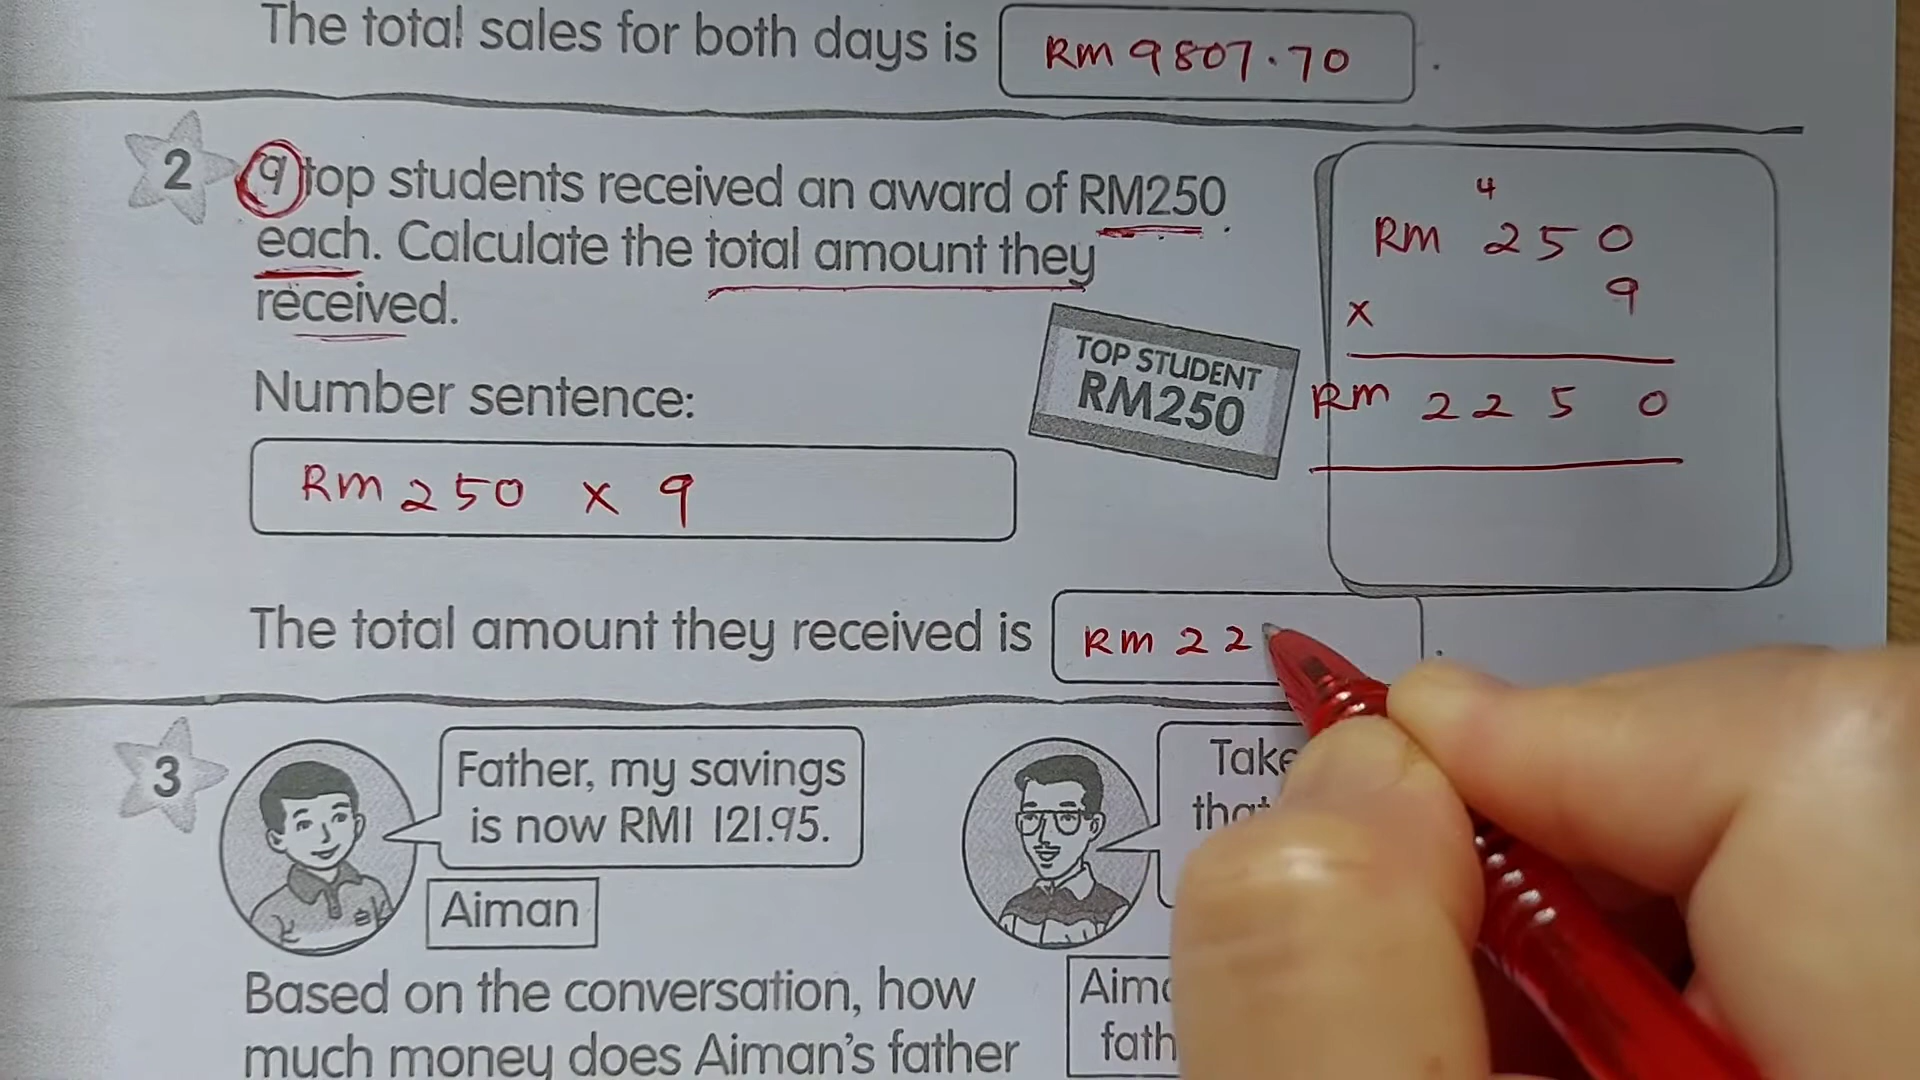 The total sales for both days is Rm 9807.70 .
2 9 top students received an award of RM250
each. Calculate the total amount they
received.
4
Rm 250
9
x
Rm 2250
TOP STUDENT
RM250
Number sentence:
Rm 250 x 9
The total amount they received is Rm 22 .
3
Father, my savings
is now RM1 121.95.
Aiman
Take
Based on the conversation, how
much money does Aiman's father